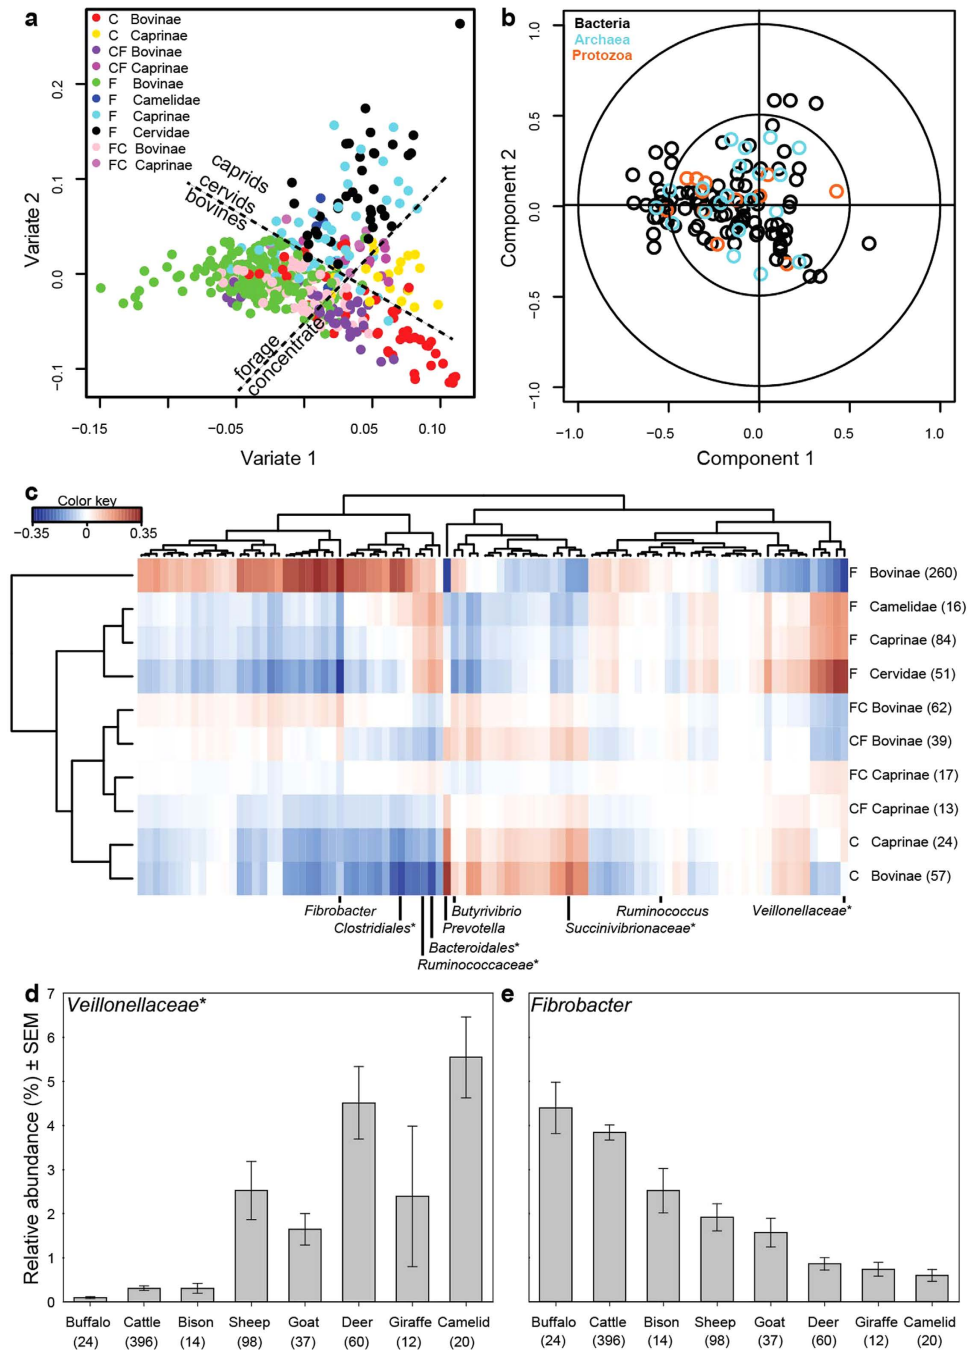 a
C Bovinae
C Caprinae
CF Bovinae
CF Caprinae
F Bovinae
F Camelidae
F Caprinae
F Cervidae
FC Bovinae
FC Caprinae
caprids
cervids
bovines
forage
concentrate
Variate 2
0.2
0.1
0.0
−0.1
−0.15
−0.05
0.05
0.10
Variate 1
b
Bacteria
Archaea
Protozoa
Component 2
1.0
0.5
0.0
−0.5
−1.0
−1.0
−0.5
0.0
0.5
1.0
Component 1
c
Color key
−0.35
0
0.35
F Bovinae (260)
F Camelidae (16)
F Caprinae (84)
F Cervidae (51)
FC Bovinae (62)
CF Bovinae (39)
FC Caprinae (17)
CF Caprinae (13)
C Caprinae (24)
C Bovinae (57)
Fibrobacter
Butyrivibrio
Ruminococcus
Veillonellaceae*
Clostridiales*
Prevotella
Succinivibrionaceae*
Bacteroidales*
Ruminococcaceae*
d
Veillonellaceae*
Relative abundance (%) ± SEM
7
6
5
4
3
2
1
0
Buffalo Cattle Bison Sheep Goat Deer Giraffe Camelid
(24) (396) (14) (98) (37) (60) (12) (20)
e
Fibrobacter
Buffalo Cattle Bison Sheep Goat Deer Giraffe Camelid
(24) (396) (14) (98) (37) (60) (12) (20)